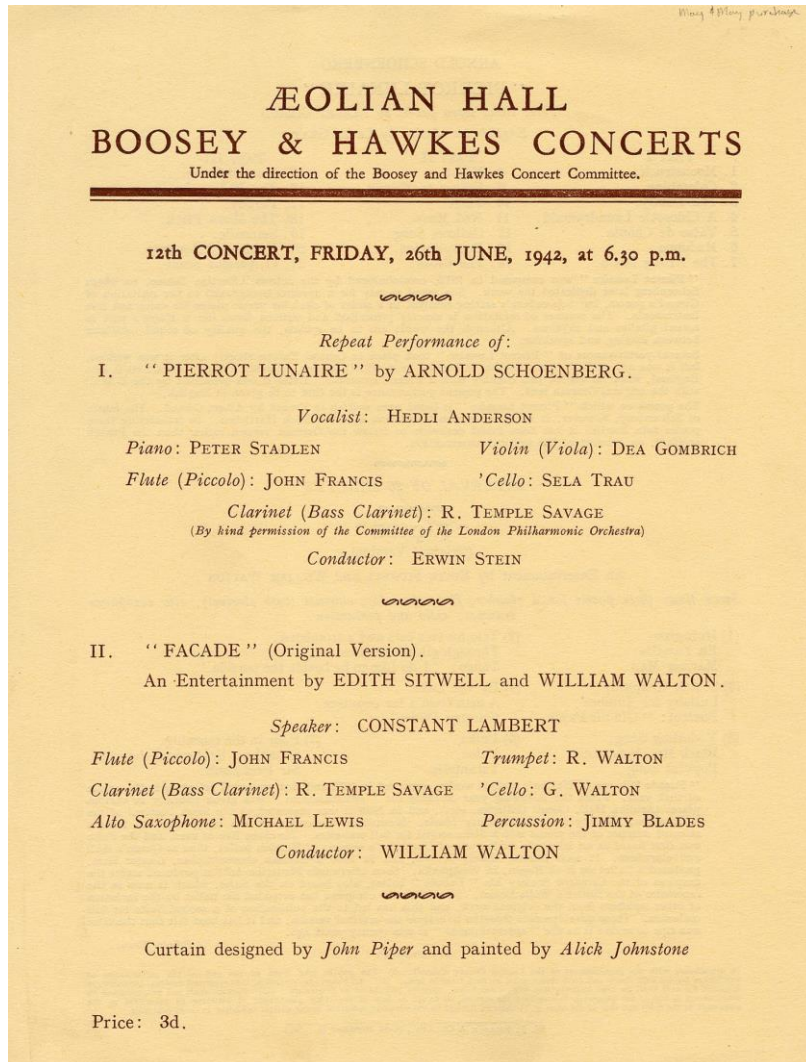 May & May purchase
ÆOLIAN HALL
BOOSEY & HAWKES CONCERTS
Under the direction of the Boosey and Hawkes Concert Committee.
12th CONCERT, FRIDAY, 26th JUNE, 1942, at 6.30 p.m.
Repeat Performance of:
I. "PIERROT LUNAIRE" by ARNOLD SCHOENBERG.
Vocalist: HEDLI ANDERSON
Piano: PETER STADLEN Violin (Viola): DEA GOMBRICH
Flute (Piccolo): JOHN FRANCIS 'Cello: SELA TRAU
Clarinet (Bass Clarinet): R. TEMPLE SAVAGE
(By kind permission of the Committee of the London Philharmonic Orchestra)
Conductor: ERWIN STEIN
II. "FACADE" (Original Version).
An Entertainment by EDITH SITWELL and WILLIAM WALTON.
Speaker: CONSTANT LAMBERT
Flute (Piccolo): JOHN FRANCIS Trumpet: R. WALTON
Clarinet (Bass Clarinet): R. TEMPLE SAVAGE 'Cello: G. WALTON
Alto Saxophone: MICHAEL LEWIS Percussion: JIMMY BLADES
Conductor: WILLIAM WALTON
Curtain designed by John Piper and painted by Alick Johnstone
Price: 3d.